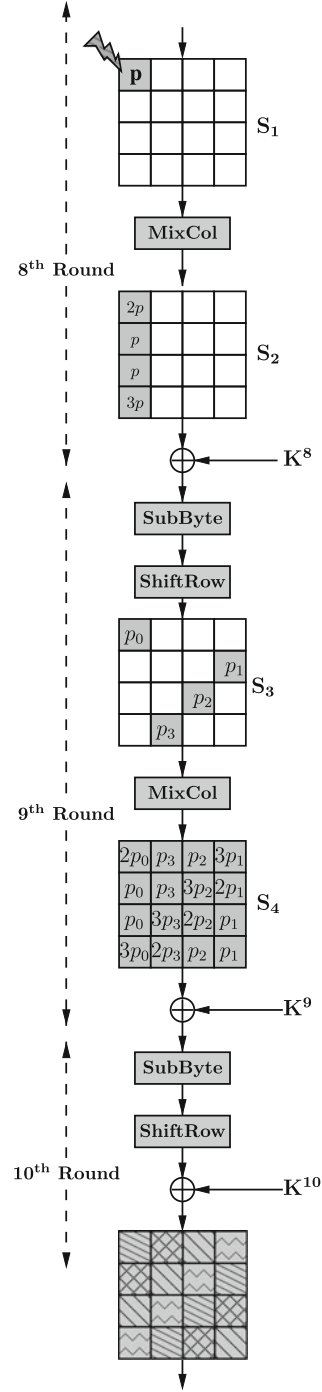 p
S1
MixCol
8th Round
2p
p
S2
p
3p
K8
SubByte
ShiftRow
p0
p1
S3
p2
p3
MixCol
9th Round
2p0 p3 p2 3p1
p0 p3 3p2 2p1
S4
p0 3p3 2p2 p1
3p0 2p3 p2 p1
K9
SubByte
ShiftRow
10th Round
K10